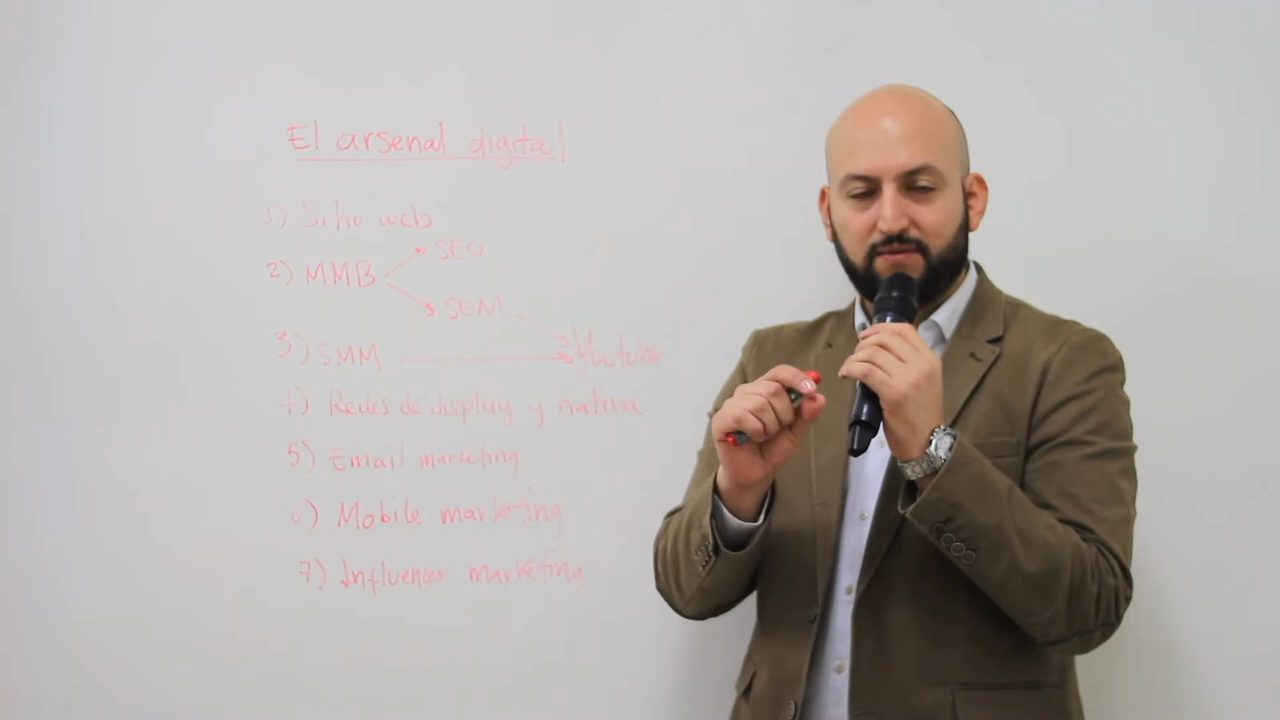 El arsenal digital
1) Sitio web
2) MMB SEO
SEM
3) SMM Youtube
4) Redes de display y nativa
5) Email marketing
6) Mobile marketing
7) Influencer marketing